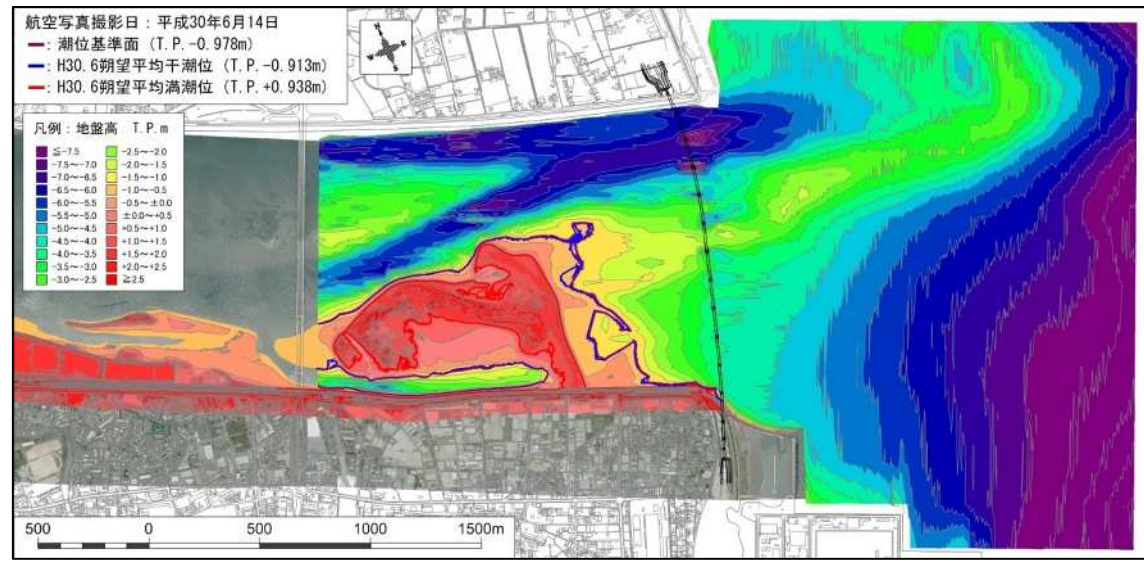 航空写真撮影日：平成30年6月14日
：潮位基準面 (T.P.-0.978m)
：H30.6朔望平均干潮位 (T.P.-0.913m)
：H30.6朔望平均満潮位 (T.P.+0.938m)
N
E
W
S
凡例：地盤高 T.P.m
≦-7.5
-7.5～-7.0
-7.0～-6.5
-6.5～-6.0
-6.0～-5.5
-5.5～-5.0
-5.0～-4.5
-4.5～-4.0
-4.0～-3.5
-3.5～-3.0
-3.0～-2.5
-2.5～-2.0
-2.0～-1.5
-1.5～-1.0
-1.0～-0.5
-0.5～±0.0
±0.0～+0.5
+0.5～+1.0
+1.0～+1.5
+1.5～+2.0
+2.0～+2.5
≧2.5
500 0 500 1000 1500m